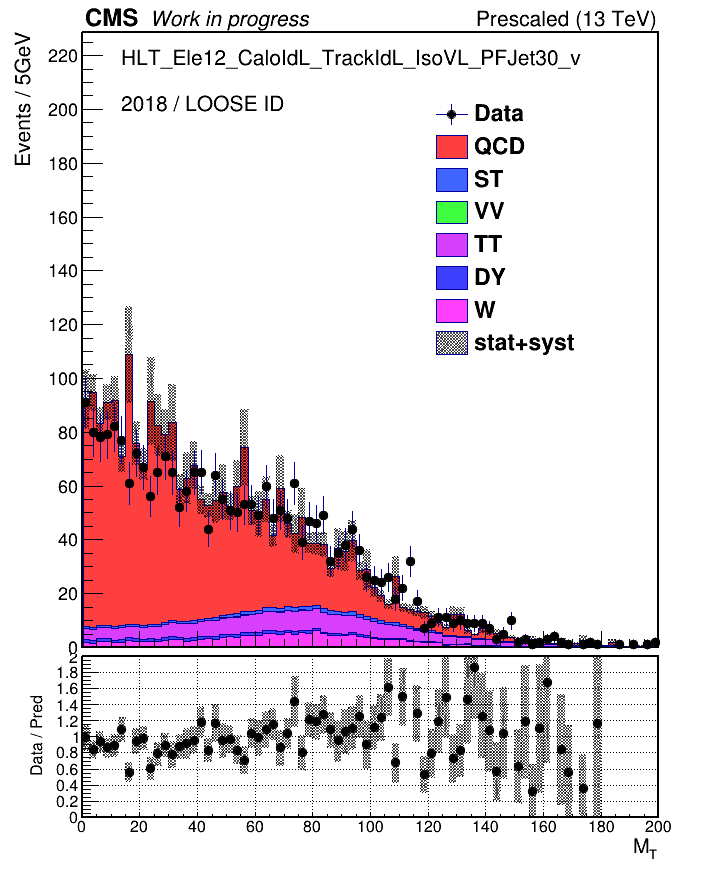 CMS Work in progress Prescaled (13 TeV)
HLT_Ele12_CaloIdL_TrackIdL_IsoVL_PFJet30_v
2018 / LOOSE ID
Events / 5GeV
220
200
180
160
140
120
100
80
60
40
20
0
Data
QCD
ST
VV
TT
DY
W
stat+syst
Data / Pred
2
1.8
1.6
1.4
1.2
1
0.8
0.6
0.4
0.2
0
0 20 40 60 80 100 120 140 160 180 200
M_T